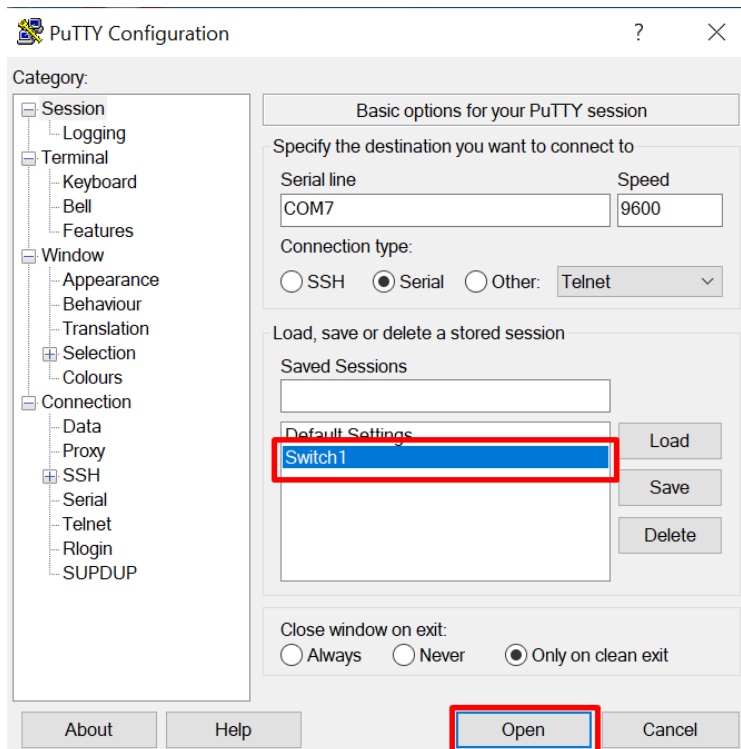 PuTTY Configuration
?
Category:
Session
Logging
Terminal
Keyboard
Bell
Features
Window
Appearance
Behaviour
Translation
Selection
Colours
Connection
Data
Proxy
SSH
Serial
Telnet
Rlogin
SUPDUP
Basic options for your PuTTY session
Specify the destination you want to connect to
Serial line Speed
COM7 9600
Connection type:
SSH Serial Other: Telnet
Load, save or delete a stored session
Saved Sessions
Default Settings
Switch1
Load
Save
Delete
Close window on exit:
Always Never Only on clean exit
About Help Open Cancel